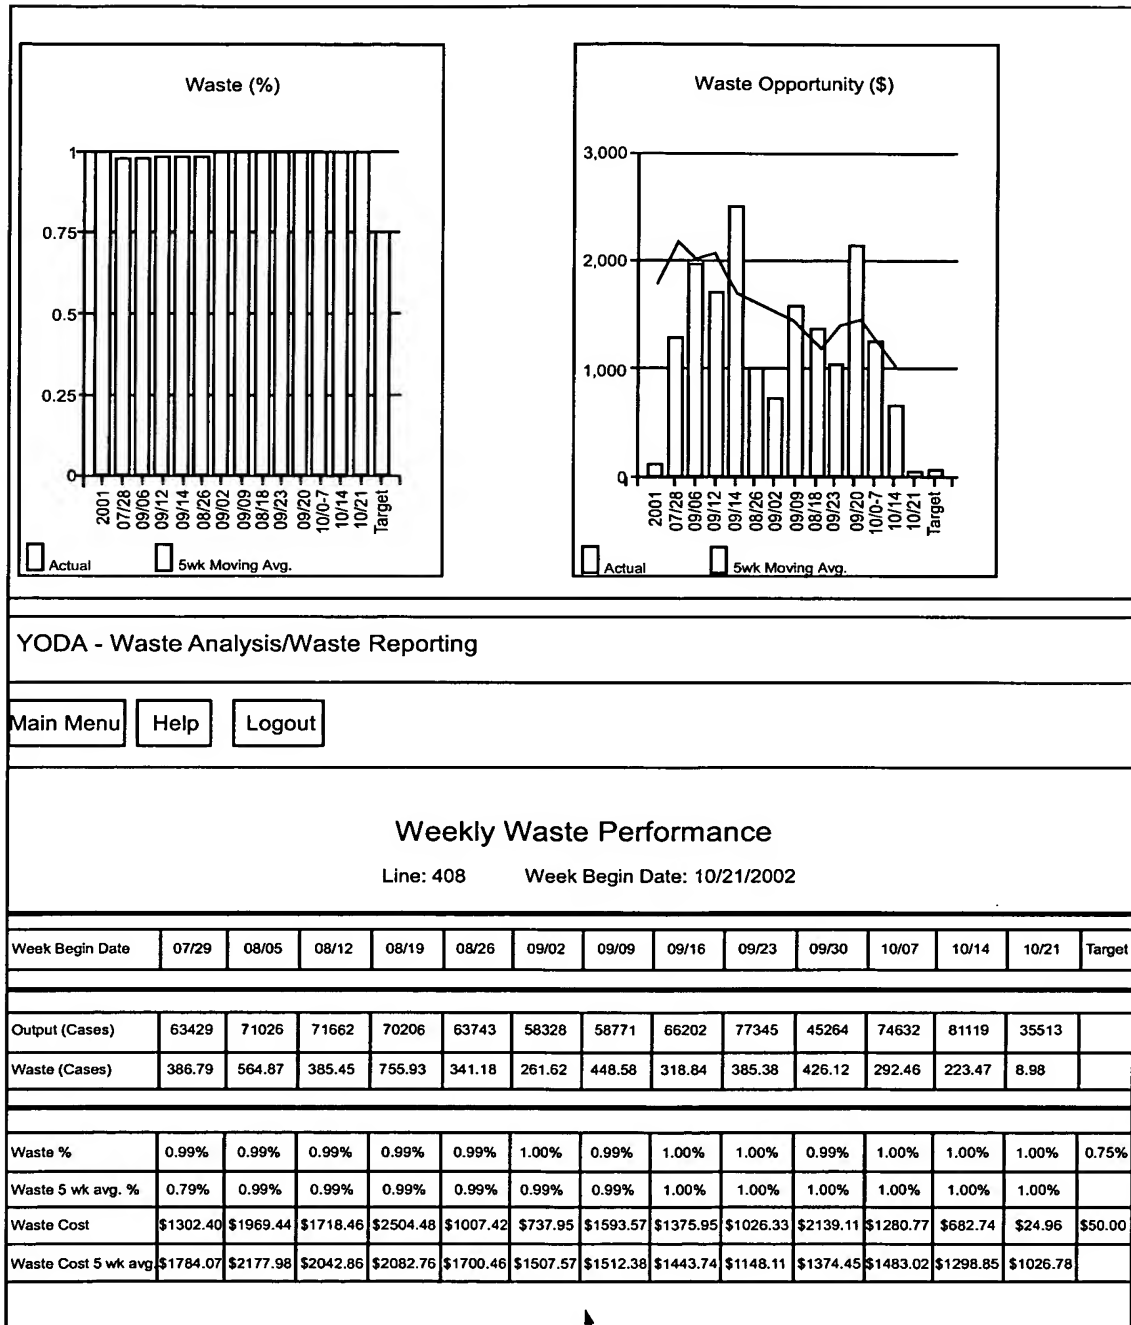 Waste (%)
1
0.75
0.5
0.25
0
2001 07/28 09/06 09/12 09/14 08/26 09/02 09/09 08/18 09/23 09/20 10/0-7 10/14 10/21 Target
Actual 5wk Moving Avg.
Waste Opportunity ($)
3,000
2,000
1,000
0
2001 07/28 09/06 09/12 09/14 08/26 09/02 09/09 08/18 09/23 09/20 10/0-7 10/14 10/21 Target
Actual 5wk Moving Avg.
YODA - Waste Analysis/Waste Reporting
Main Menu Help Logout
Weekly Waste Performance
Line: 408 Week Begin Date: 10/21/2002
Week Begin Date 07/29 08/05 08/12 08/19 08/26 09/02 09/09 09/16 09/23 09/30 10/07 10/14 10/21 Target
Output (Cases) 63429 71026 71662 70206 63743 58328 58771 66202 77345 45264 74632 81119 35513
Waste (Cases) 386.79 564.87 385.45 755.93 341.18 261.62 448.58 318.84 385.38 426.12 292.46 223.47 8.98
Waste % 0.99% 0.99% 0.99% 0.99% 0.99% 1.00% 0.99% 1.00% 1.00% 0.99% 1.00% 1.00% 1.00% 0.75%
Waste 5 wk avg. % 0.79% 0.99% 0.99% 0.99% 0.99% 0.99% 0.99% 1.00% 1.00% 1.00% 1.00% 1.00% 1.00%
Waste Cost $1302.40 $1969.44 $1718.46 $2504.48 $1007.42 $737.95 $1593.57 $1375.95 $1026.33 $2139.11 $1280.77 $682.74 $24.96 $50.00
Waste Cost 5 wk avg. $1784.07 $2177.98 $2042.86 $2082.76 $1700.46 $1507.57 $1512.38 $1443.74 $1148.11 $1374.45 $1483.02 $1298.85 $1026.78